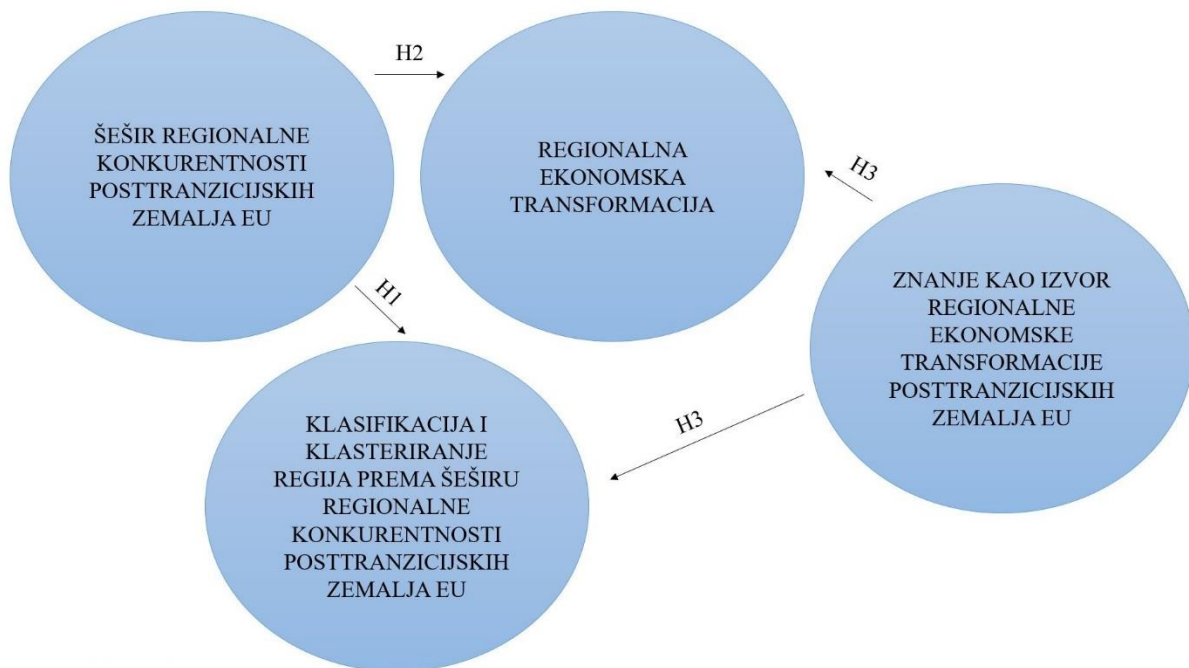 ŠEŠIR REGIONALNE
KONKURENTNOSTI
POSTTRANZICIJSKIH
ZEMALJA EU
H2
REGIONALNA
EKONOMSKA
TRANSFORMACIJA
H3
ZNANJE KAO IZVOR
REGIONALNE
EKONOMSKE
TRANSFORMACIJE
POSTTRANZICIJSKIH
ZEMALJA EU
H1
H3
KLASIFIKACIJA I
KLASTERIRANJE
REGIJA PREMA ŠEŠIRU
REGIONALNE
KONKURENTNOSTI
POSTTRANZICIJSKIH
ZEMALJA EU